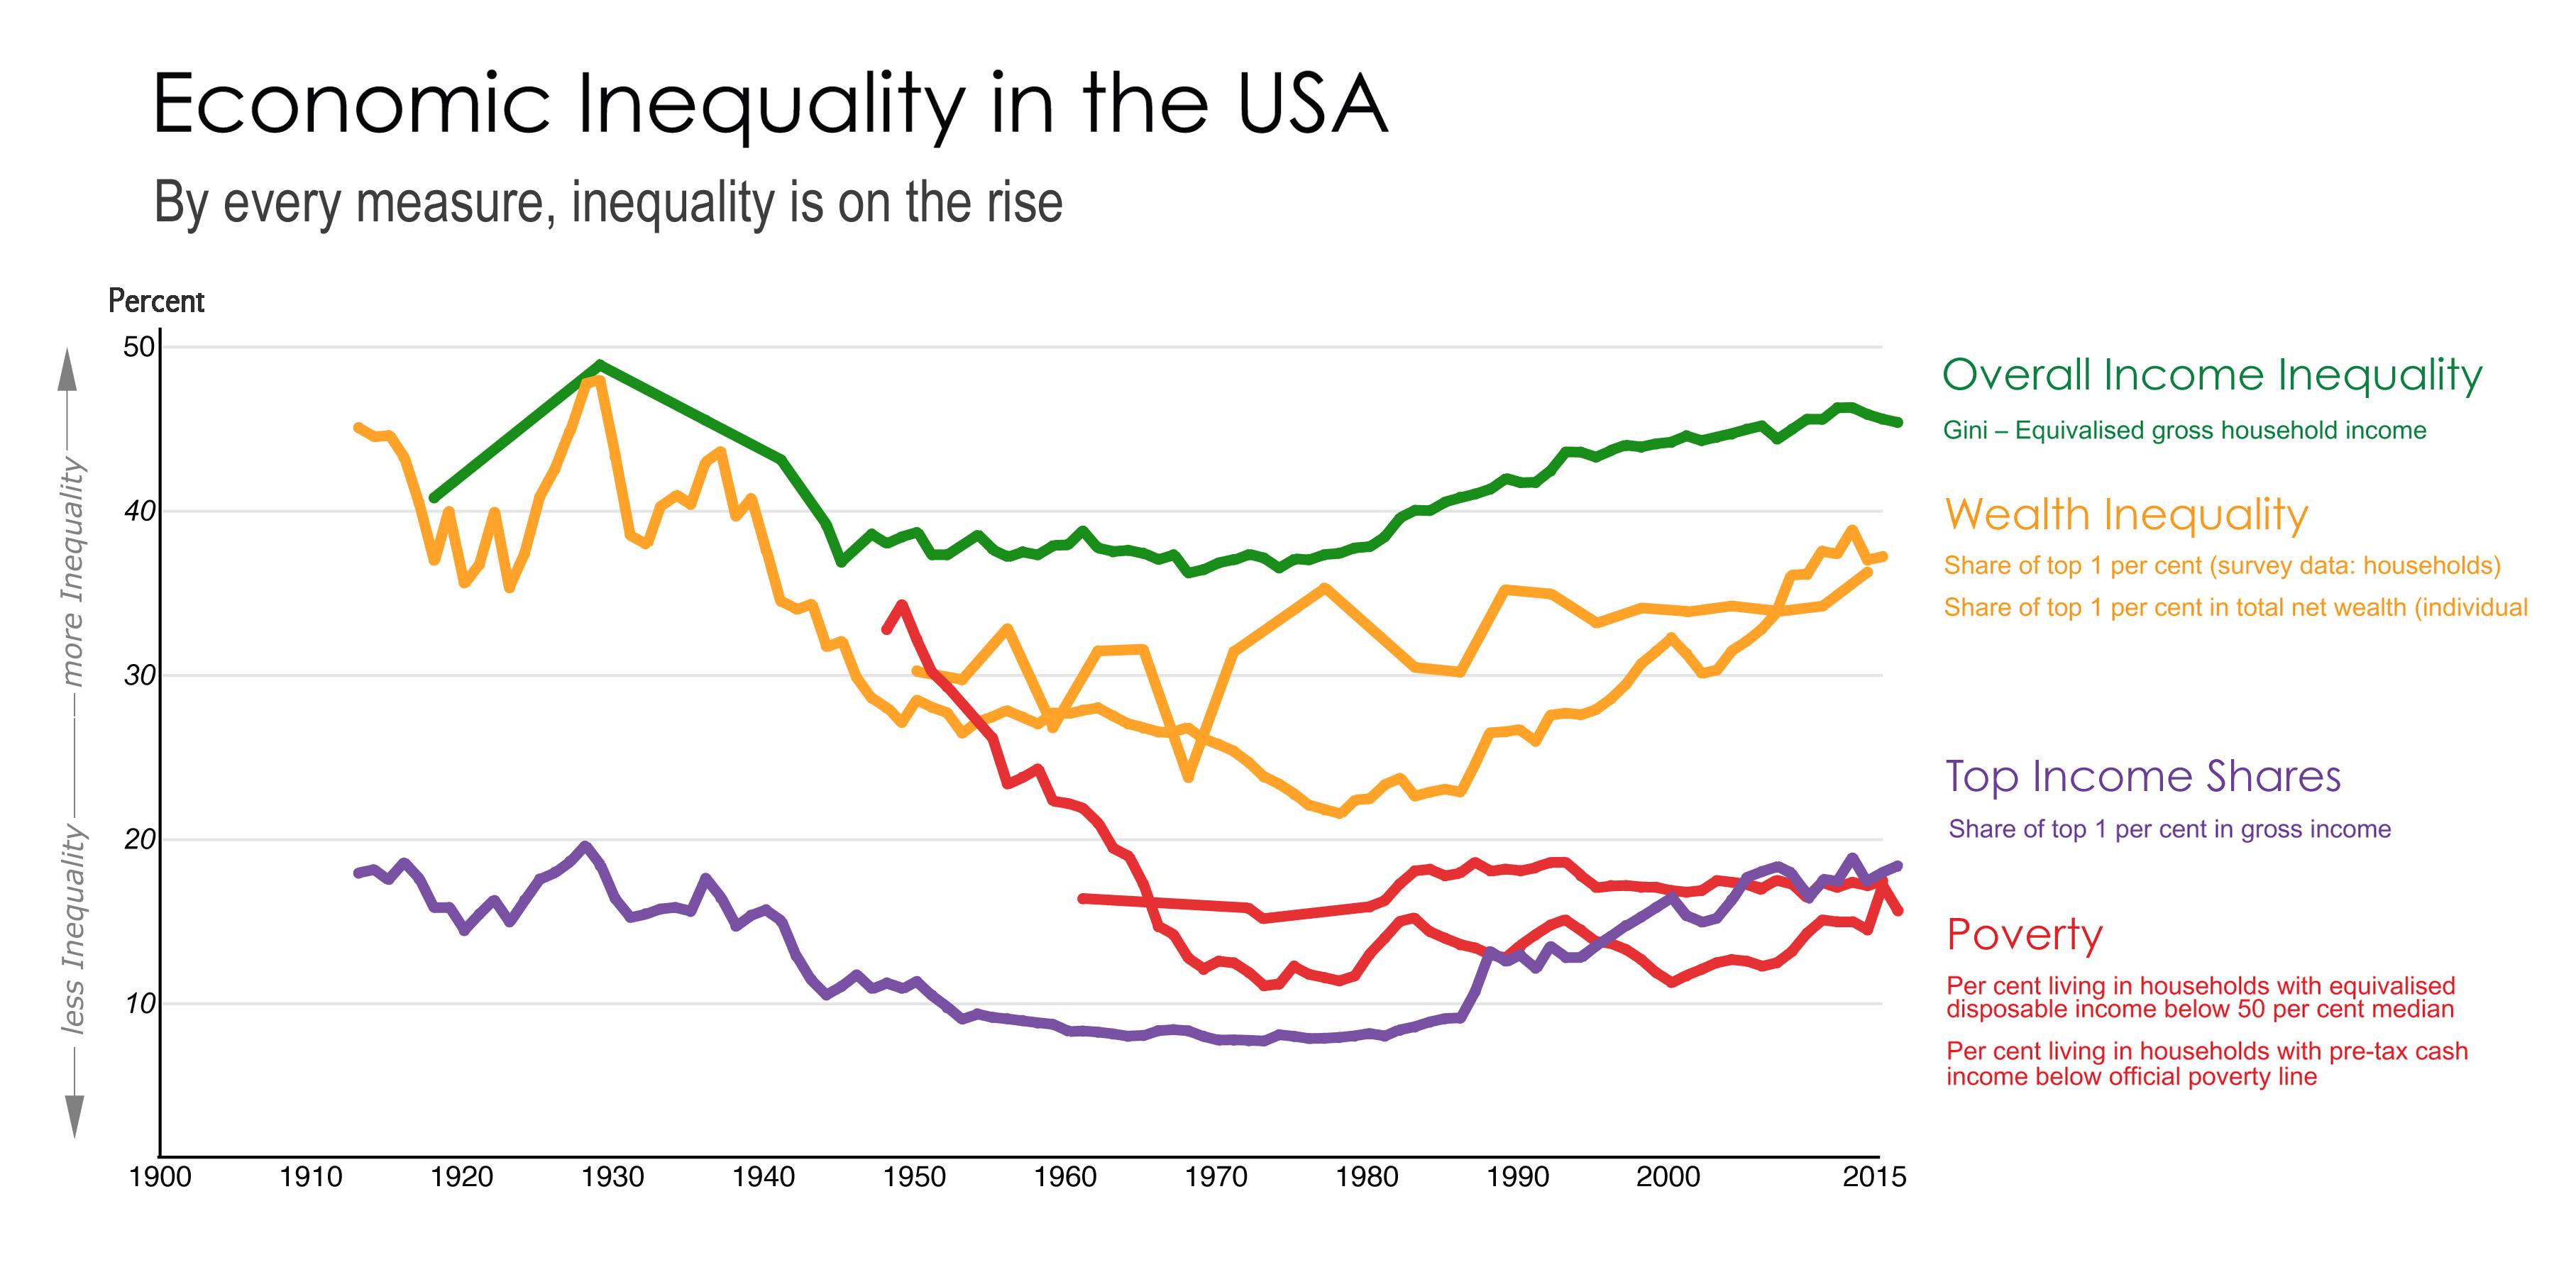 Economic Inequality in the USA
By every measure, inequality is on the rise
Percent
50
40
30
20
10
more Inequality
less Inequality
1900 1910 1920 1930 1940 1950 1960 1970 1980 1990 2000 2015
Overall Income Inequality
Gini – Equivalised gross household income
Wealth Inequality
Share of top 1 per cent (survey data: households)
Share of top 1 per cent in total net wealth (individual
Top Income Shares
Share of top 1 per cent in gross income
Poverty
Per cent living in households with equivalised
disposable income below 50 per cent median
Per cent living in households with pre-tax cash
income below official poverty line